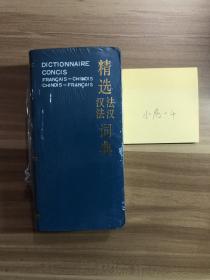 DICTIONNAIRE
CONCIS
FRANÇAIS—CHINOIS
CHINOIS—FRANÇAIS
精选
法汉
汉法
词典